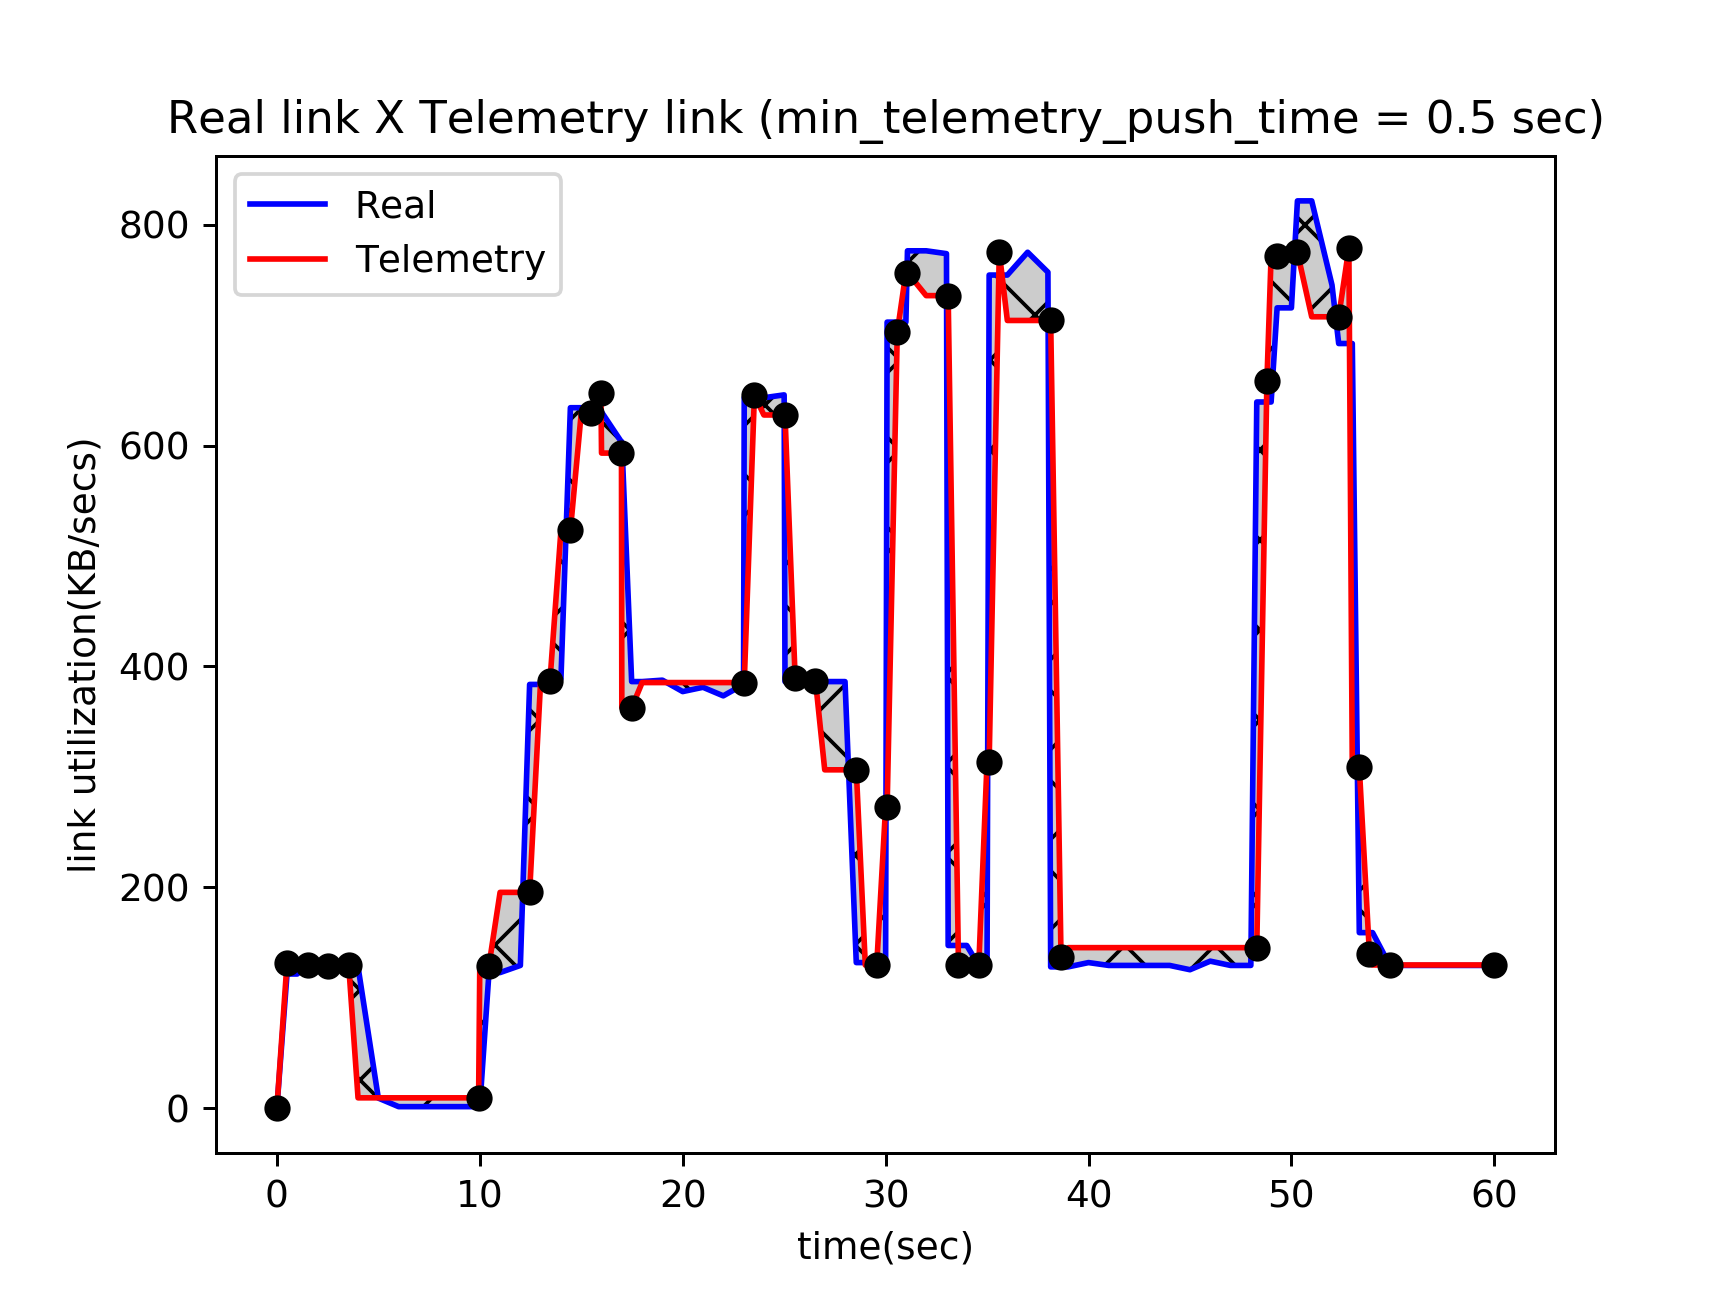 Real link X Telemetry link (min_telemetry_push_time = 0.5 sec)
Real
Telemetry
800
600
400
200
0
link utilization(KB/secs)
0 10 20 30 40 50 60
time(sec)